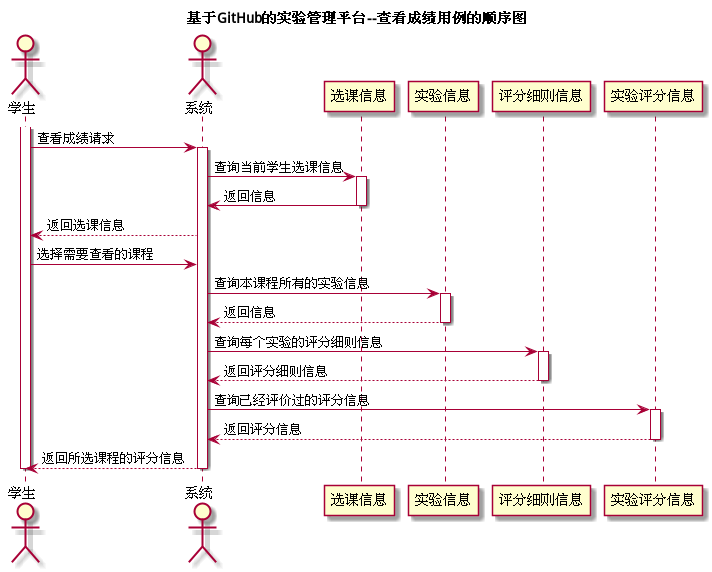 基于GitHub的实验管理平台--查看成绩用例的顺序图
学生
系统
选课信息
实验信息
评分细则信息
实验评分信息
查看成绩请求
查询当前学生选课信息
返回信息
返回选课信息
选择需要查看的课程
查询本课程所有的实验信息
返回信息
查询每个实验的评分细则信息
返回评分细则信息
查询已经评价过的评分信息
返回评分信息
返回所选课程的评分信息
学生
系统
选课信息
实验信息
评分细则信息
实验评分信息